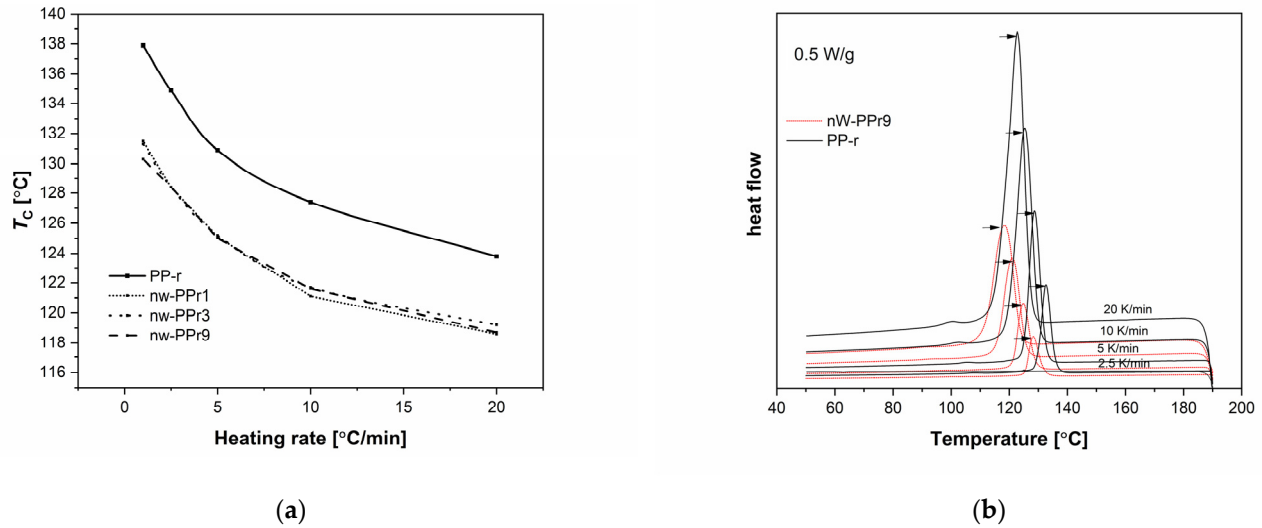 140
138
136
134
132
130
128
126
124
122
120
118
116
T_C [°C]
PP-r
nw-PPr1
nw-PPr3
nw-PPr9
0 5 10 15 20
Heating rate [°C/min]
(a)
0.5 W/g
nW-PPr9
PP-r
heat flow
20 K/min
10 K/min
5 K/min
2.5 K/min
40 60 80 100 120 140 160 180 200
Temperature [°C]
(b)